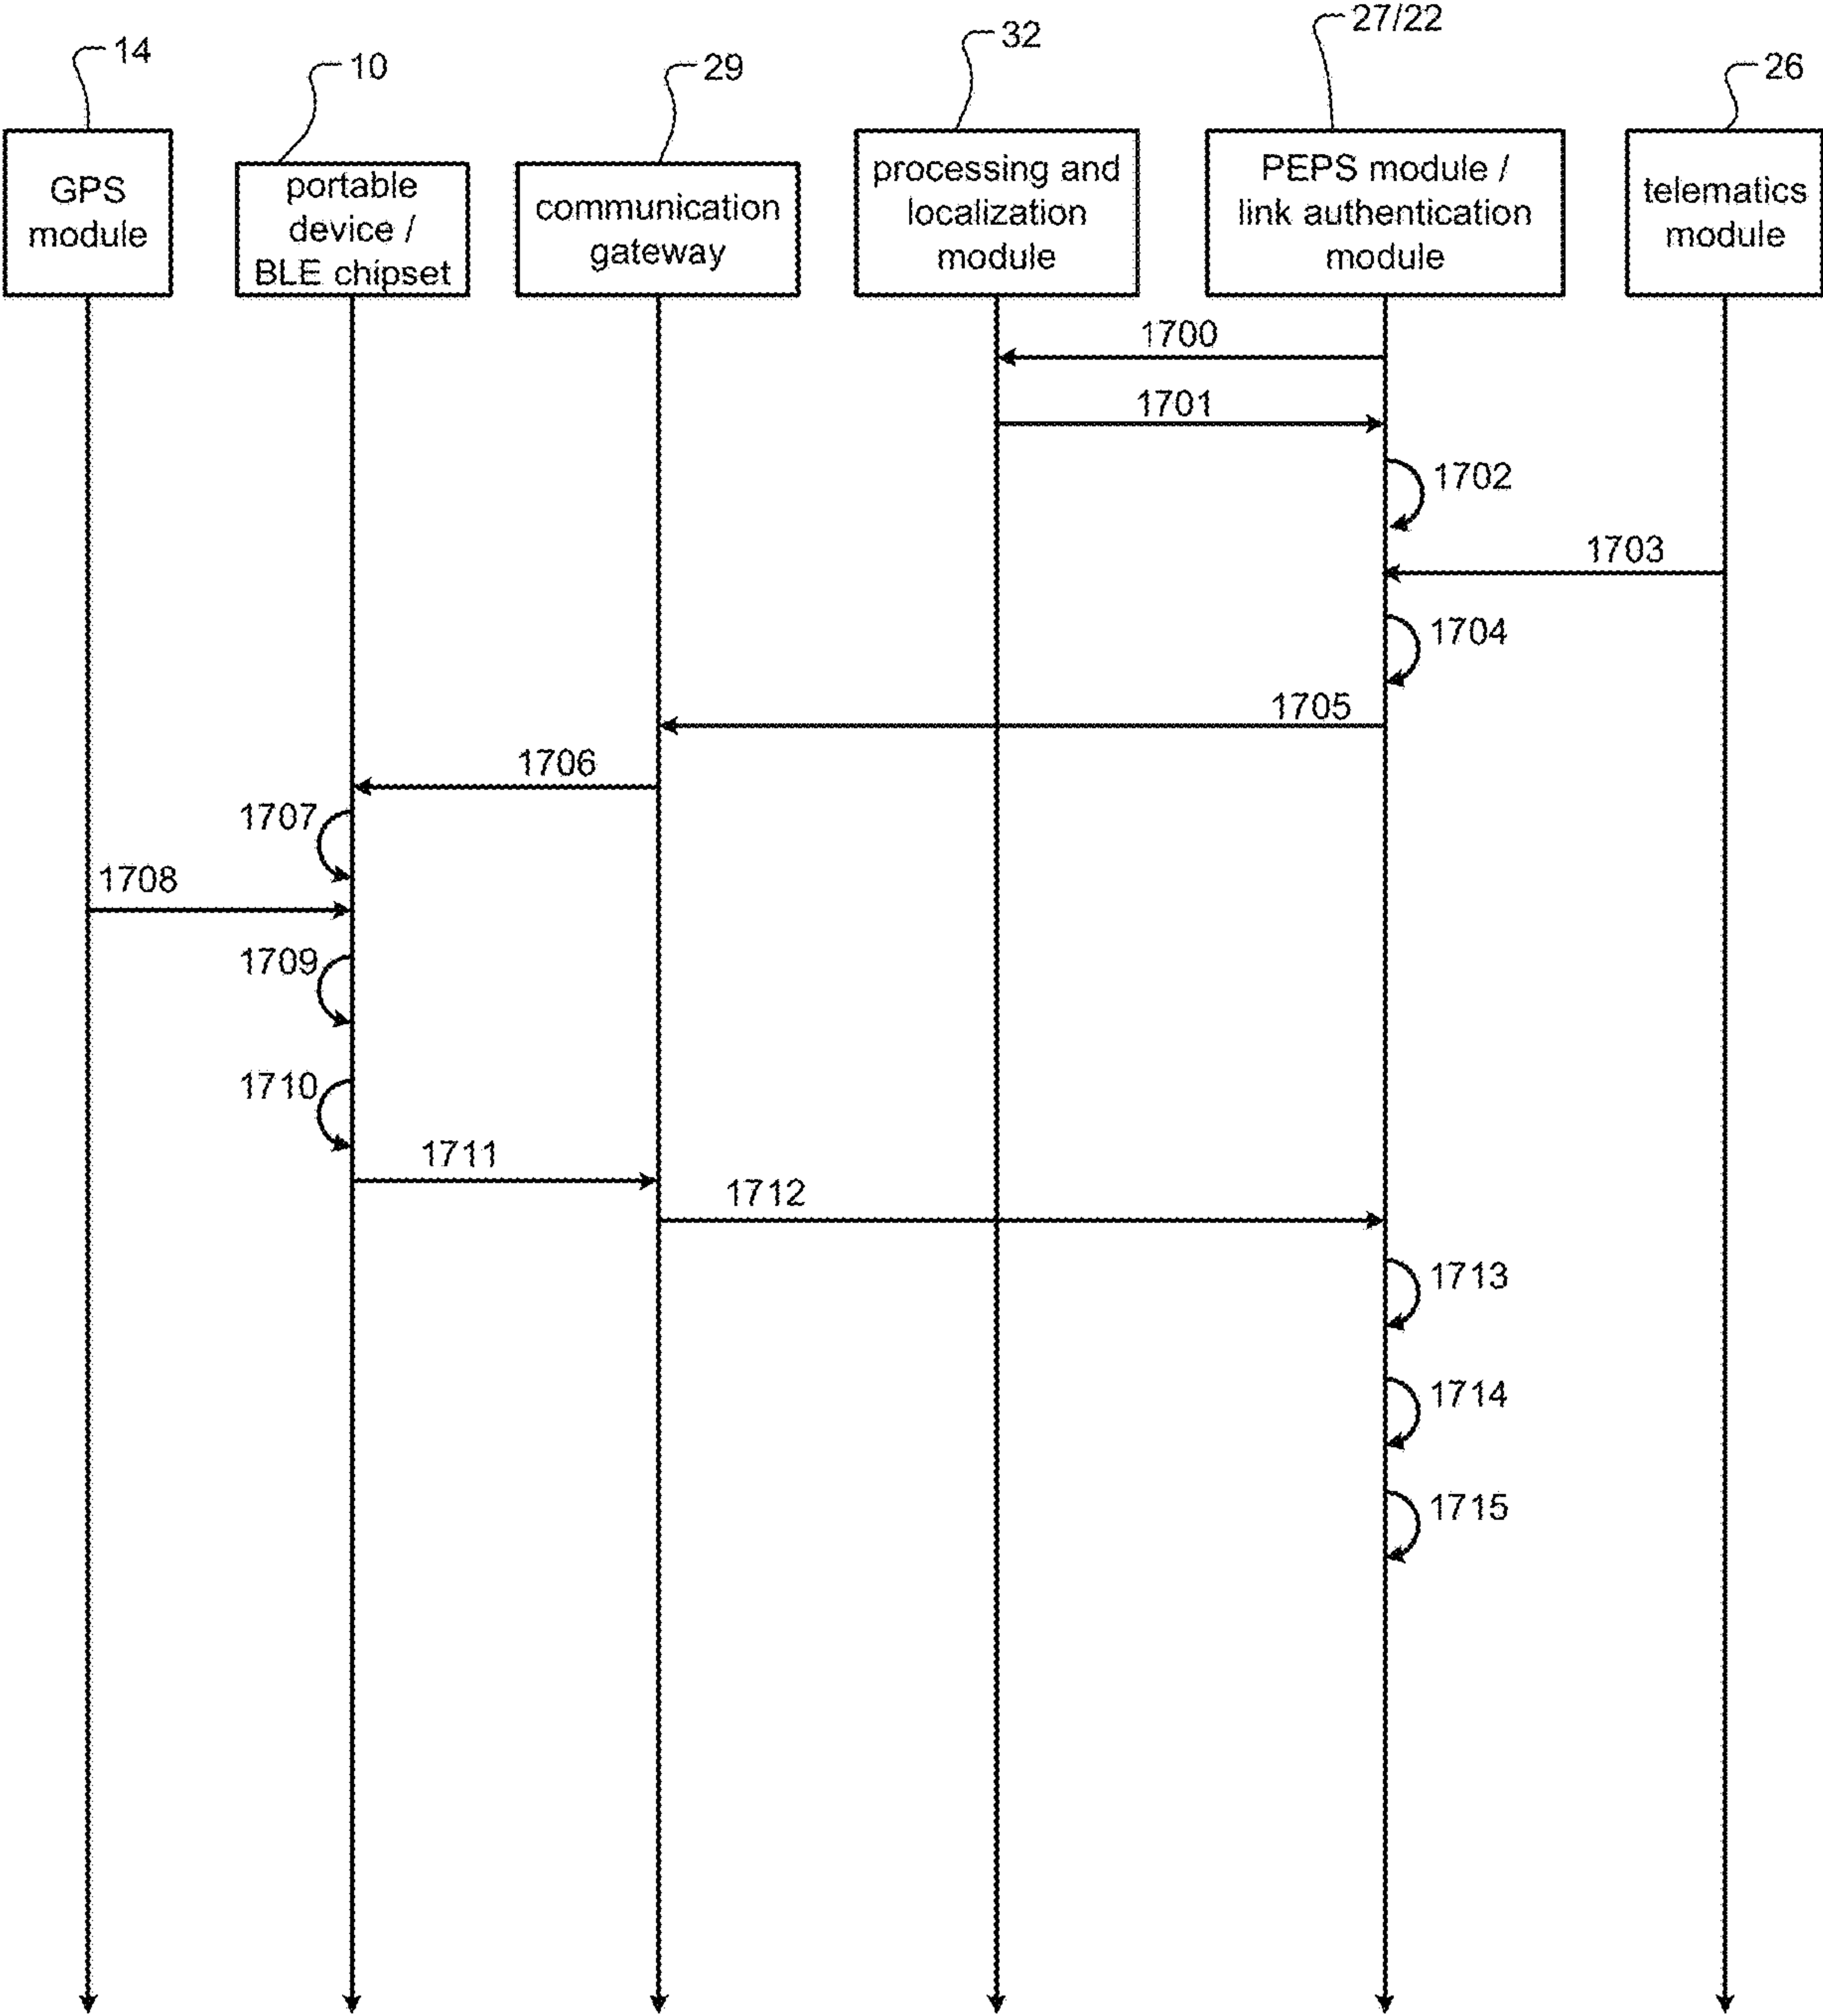 14
10
29
32
27/22
26
GPS
module
portable
device /
BLE chipset
communication
gateway
processing and
localization
module
PEPS module /
link authentication
module
telematics
module
1700
1701
1702
1703
1704
1705
1706
1707
1708
1709
1710
1711
1712
1713
1714
1715